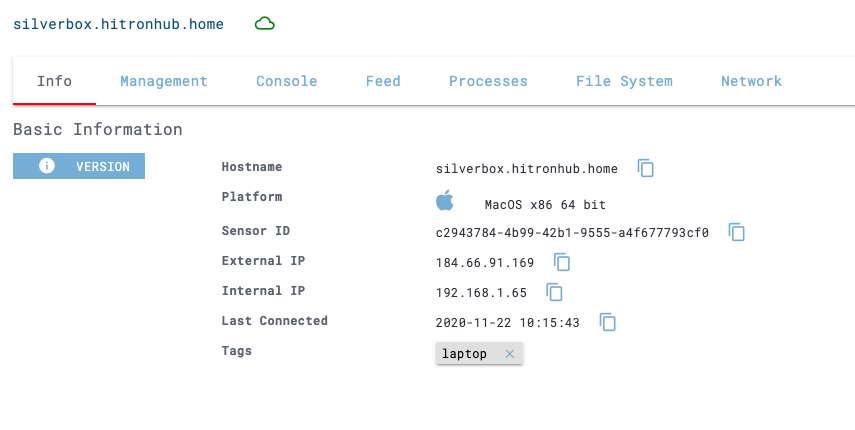 silverbox.hitronhub.home
Info Management Console Feed Processes File System Network
Basic Information
VERSION
Hostname silverbox.hitronhub.home
Platform MacOS x86 64 bit
Sensor ID c2943784-4b99-42b1-9555-a4f677793cf0
External IP 184.66.91.169
Internal IP 192.168.1.65
Last Connected 2020-11-22 10:15:43
Tags laptop